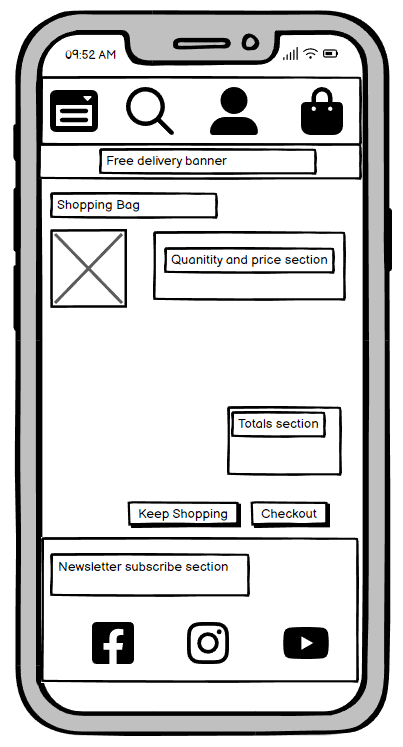 09:52 AM
Free delivery banner
Shopping Bag
Quanitity and price section
Totals section
Keep Shopping
Checkout
Newsletter subscribe section